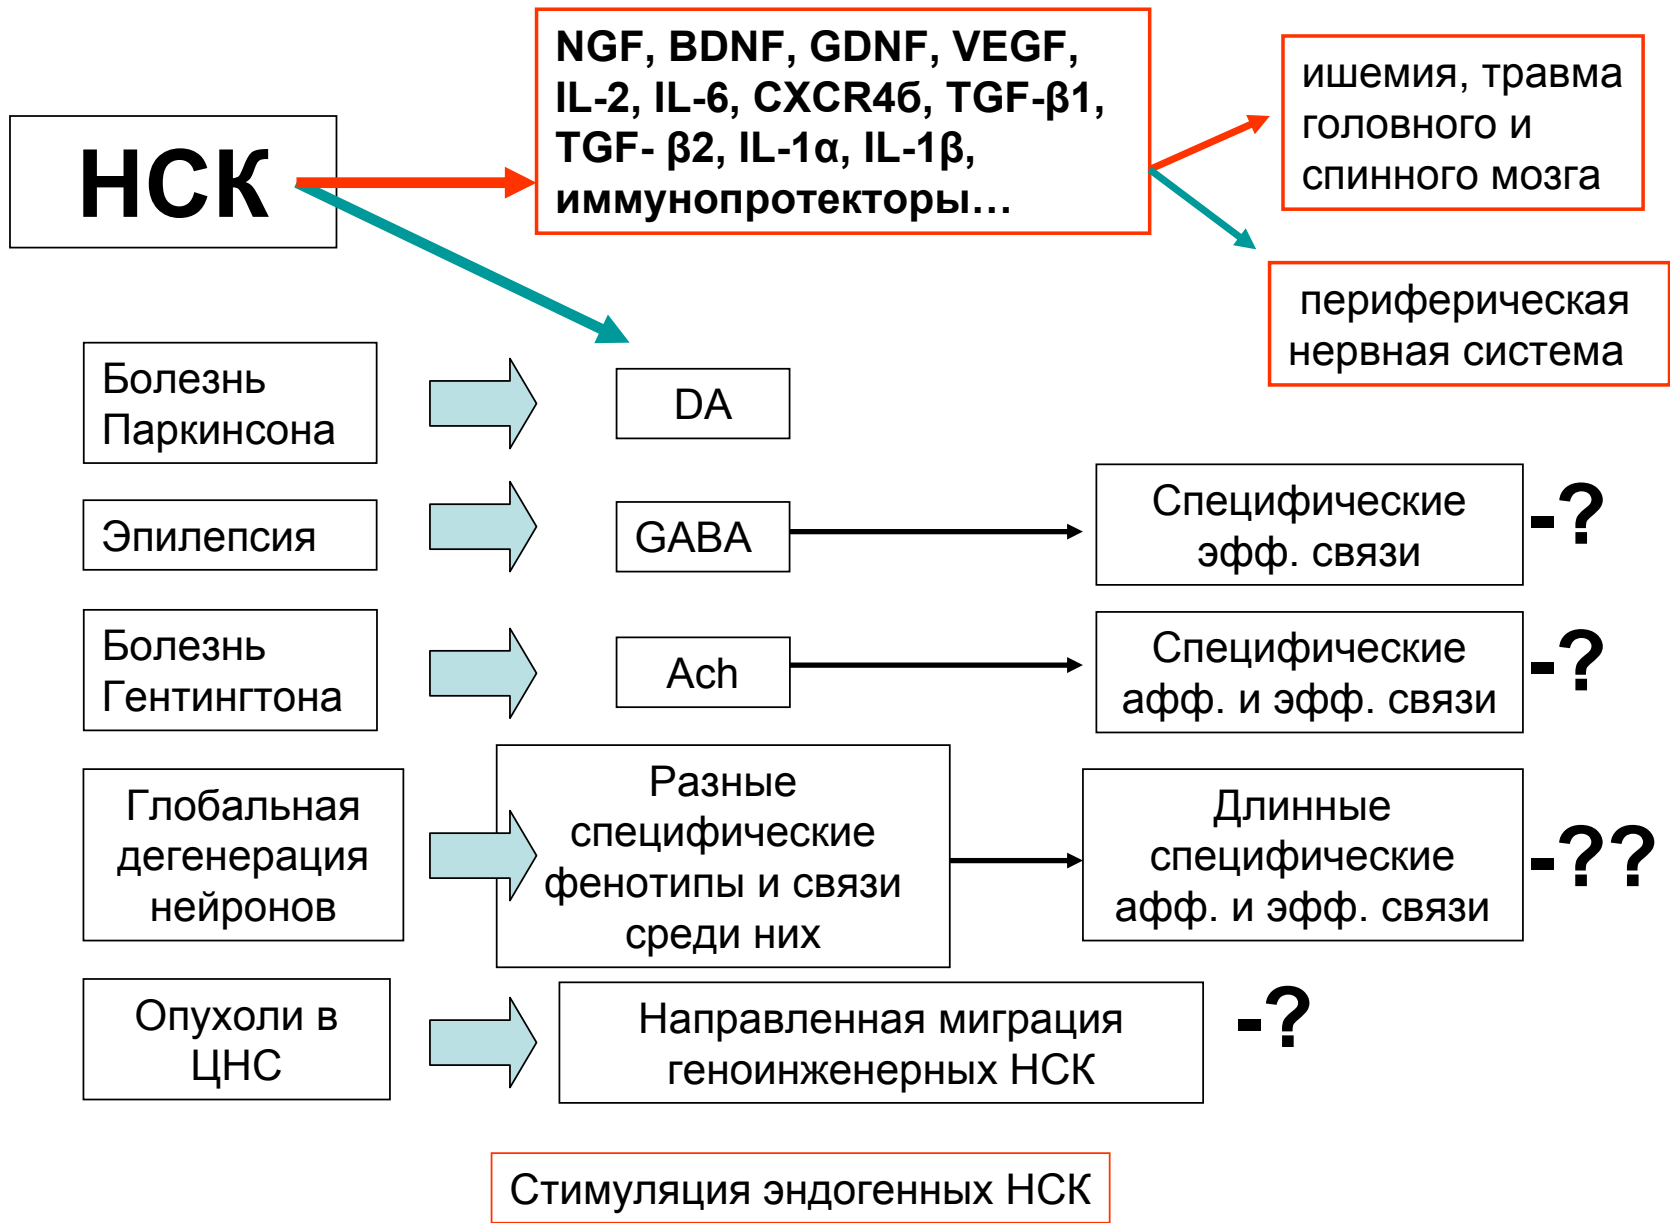 НСК
NGF, BDNF, GDNF, VEGF,
IL-2, IL-6, CXCR4б, TGF-β1,
TGF- β2, IL-1α, IL-1β,
иммунопротекторы…
ишемия, травма
головного и
спинного мозга
периферическая
нервная система
Болезнь
Паркинсона
DA
Эпилепсия
GABA
Специфические
эфф. связи
-?
Болезнь
Гентингтона
Ach
Специфические
афф. и эфф. связи
-?
Глобальная
дегенерация
нейронов
Разные
специфические
фенотипы и связи
среди них
Длинные
специфические
афф. и эфф. связи
-??
Опухоли в
ЦНС
Направленная миграция
геноинженерных НСК
-?
Стимуляция эндогенных НСК